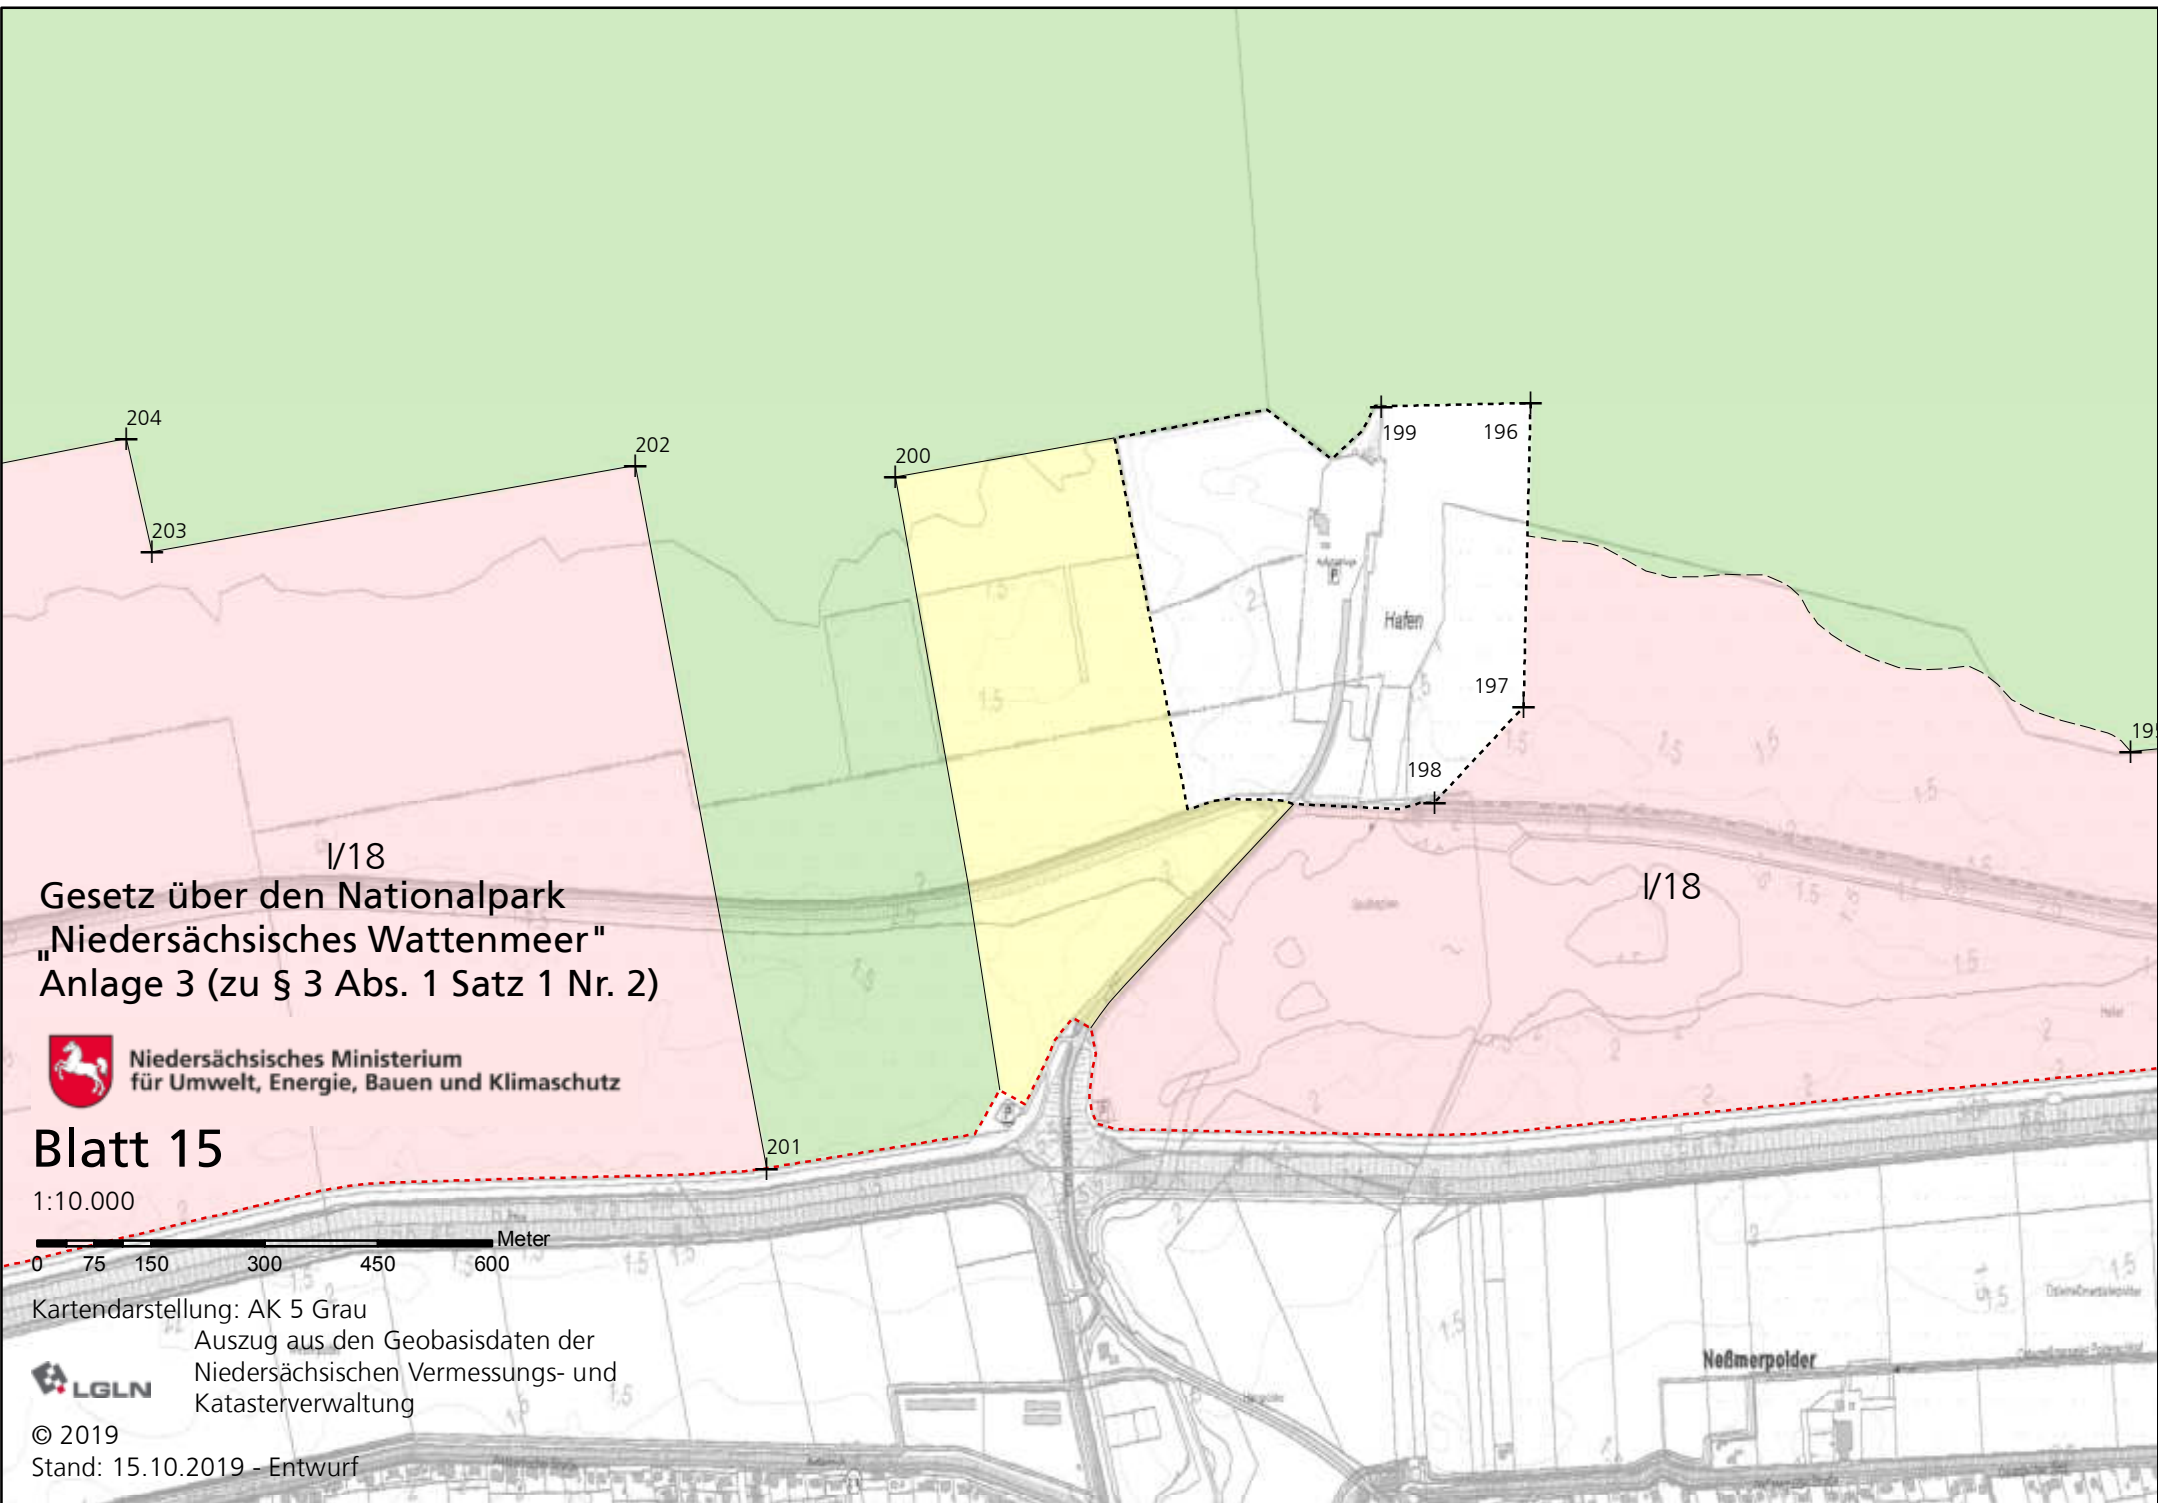 204
202
200
199
196
203
Hafen
197
198
195
I/18
I/18
Gesetz über den Nationalpark
"Niedersächsisches Wattenmeer"
Anlage 3 (zu § 3 Abs. 1 Satz 1 Nr. 2)
Niedersächsisches Ministerium
für Umwelt, Energie, Bauen und Klimaschutz
Blatt 15
201
1:10.000
Meter
0 75 150 300 450 600
Kartendarstellung: AK 5 Grau
Auszug aus den Geobasisdaten der
Niedersächsischen Vermessungs- und
Katasterverwaltung
LGLN
© 2019
Stand: 15.10.2019 - Entwurf
Neßmerpolder